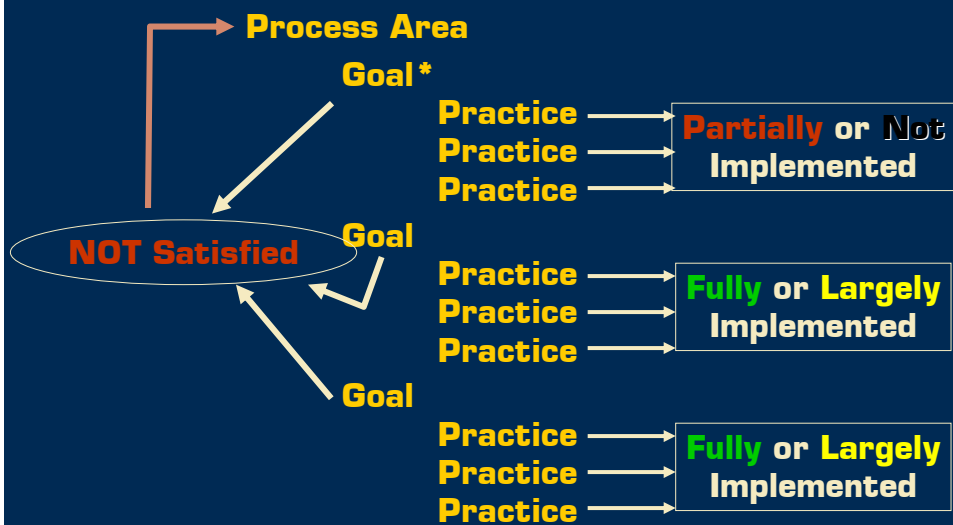 Process Area
Goal*
Practice
Practice
Practice
Partially or Not
Implemented
NOT Satisfied
Goal
Practice
Practice
Practice
Fully or Largely
Implemented
Goal
Practice
Practice
Practice
Fully or Largely
Implemented